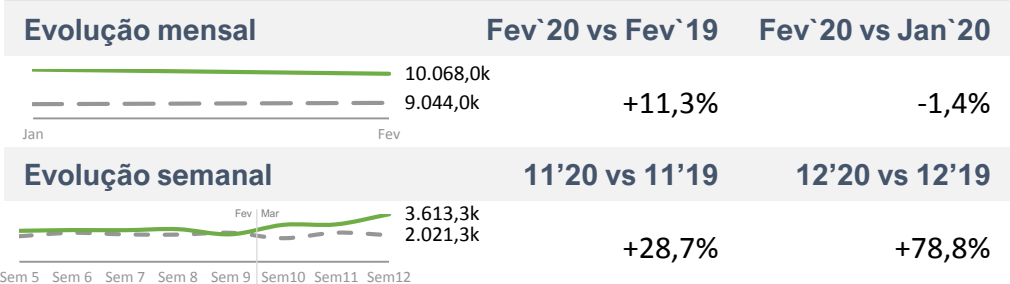 Evolução mensal Fev`20 vs Fev`19 Fev`20 vs Jan`20
10.068,0k
9.044,0k
+11,3% -1,4%
Jan Fev
Evolução semanal 11’20 vs 11’19 12’20 vs 12’19
Fev Mar
3.613,3k
2.021,3k
+28,7% +78,8%
Sem 5 Sem 6 Sem 7 Sem 8 Sem 9 Sem10 Sem11 Sem12